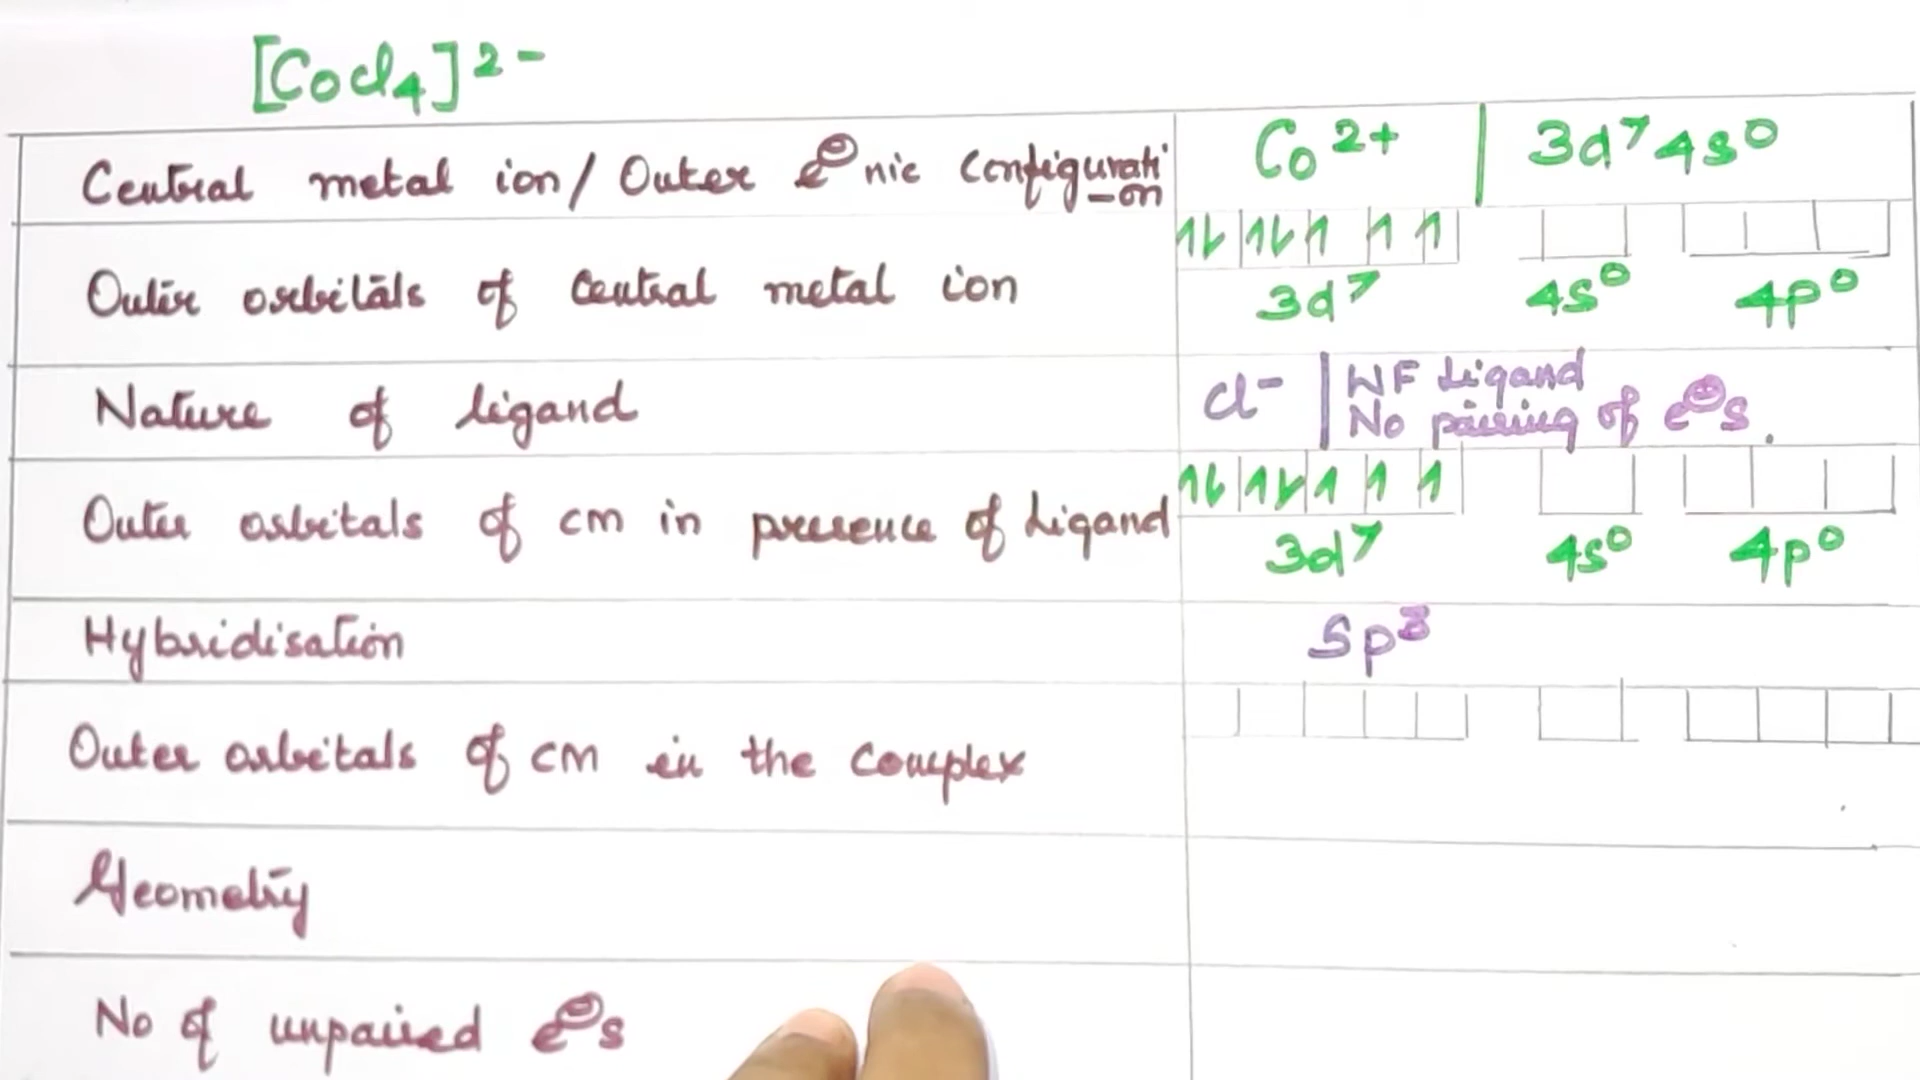 [CoCl4]2-
Central metal ion/Outer e⊖nic configurati-on
Co2+ | 3d7 4s0
Outer orbitals of central metal ion
⥮ ⥮ ↿ ↿ ↿
3d7 4s0 4p0
Nature of ligand
Cl- | WF Ligand
No pairing of e⊖s.
Outer orbitals of CM in presence of Ligand
⥮ ⥮ ↿ ↿ ↿
3d7 4s0 4p0
Hybridisation
Sp3
Outer orbitals of CM in the complex
Geometry
No of unpaired e⊖s